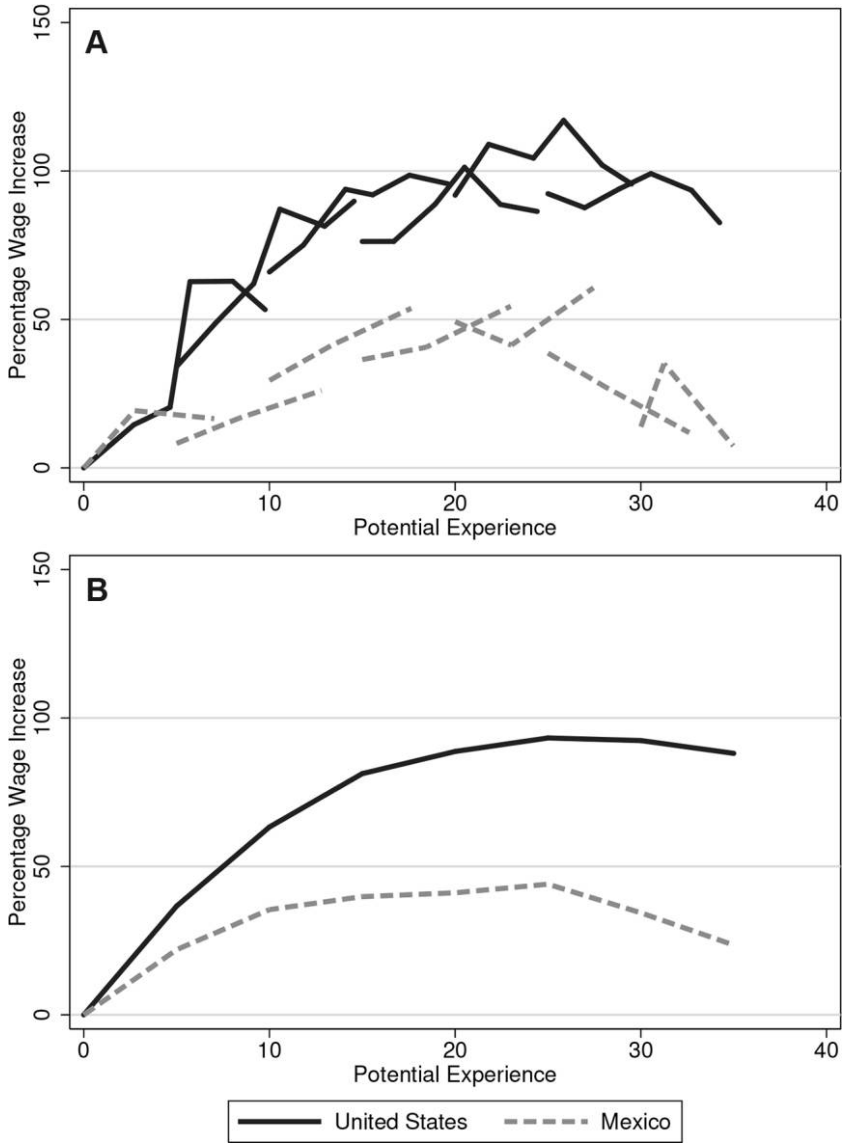 A
Percentage Wage Increase
150
100
50
0
0 10 20 30 40
Potential Experience
B
Percentage Wage Increase
150
100
50
0
0 10 20 30 40
Potential Experience
United States Mexico